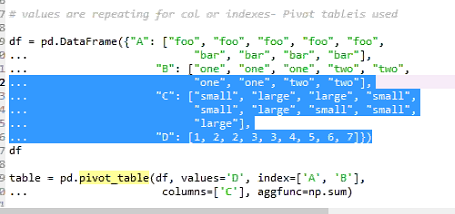 # values are repeating for col or indexes- Pivot tableis used
df = pd.DataFrame({"A": ["foo", "foo", "foo", "foo", "foo",
... "bar", "bar", "bar", "bar"],
... "B": ["one", "one", "one", "two", "two",
... "one", "one", "two", "two"],
... "C": ["small", "large", "large", "small",
... "small", "large", "small", "small",
... "large"],
... "D": [1, 2, 2, 3, 3, 4, 5, 6, 7]})
df
table = pd.pivot_table(df, values='D', index=['A', 'B'],
... columns=['C'], aggfunc=np.sum)